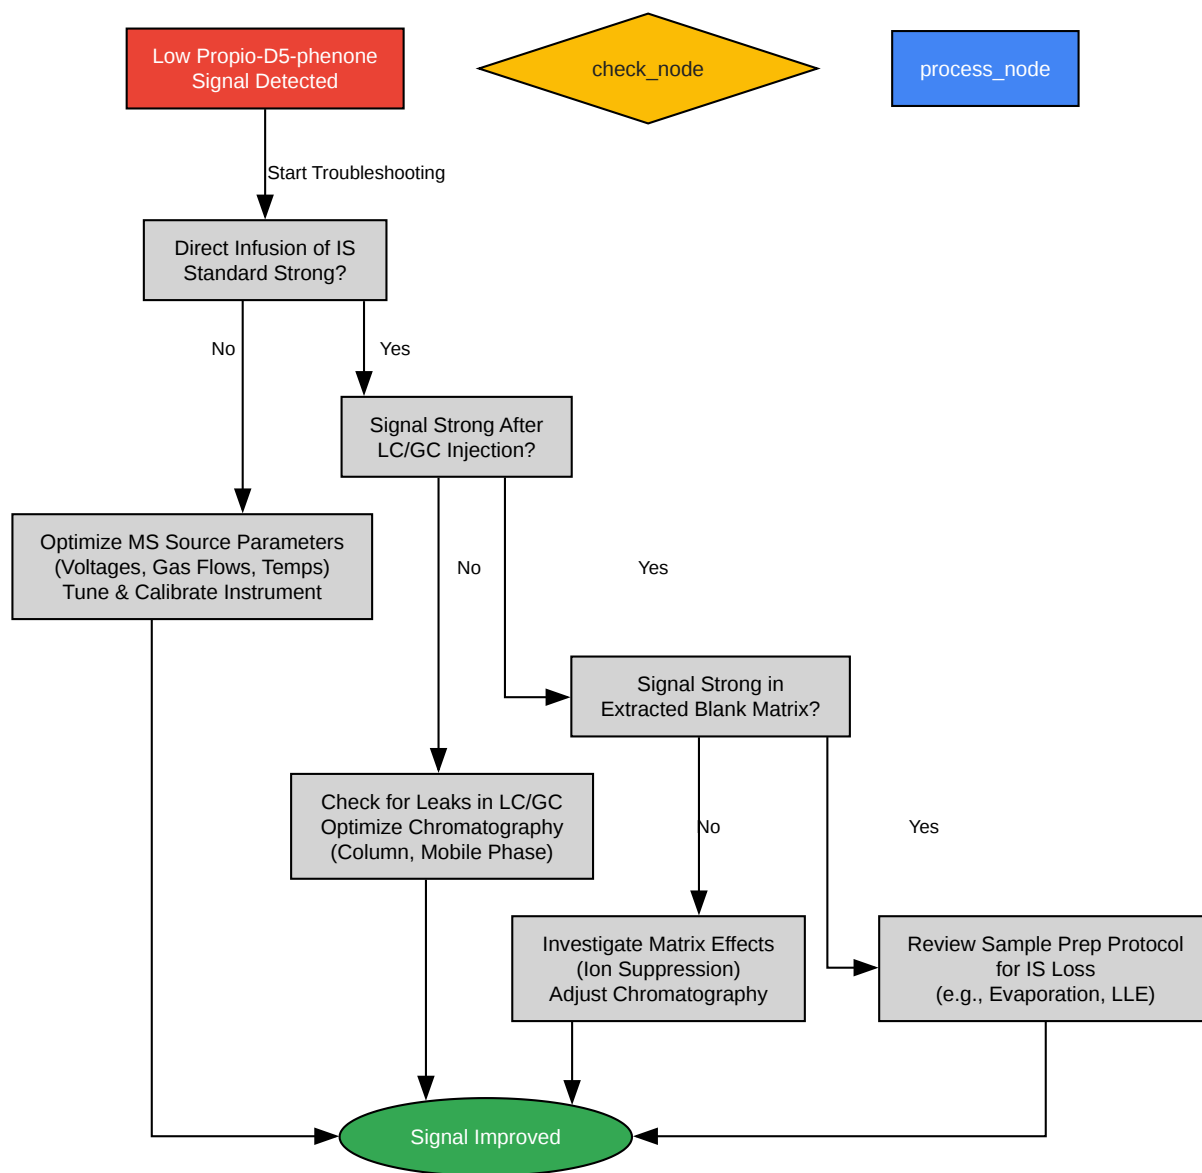 Low Propio-D5-phenone
Signal Detected
check_node
process_node
Start Troubleshooting
Direct Infusion of IS
Standard Strong?
No
Yes
Signal Strong After
LC/GC Injection?
Optimize MS Source Parameters
(Voltages, Gas Flows, Temps)
Tune & Calibrate Instrument
No
Yes
Signal Strong in
Extracted Blank Matrix?
Check for Leaks in LC/GC
Optimize Chromatography
(Column, Mobile Phase)
No
Yes
Investigate Matrix Effects
(Ion Suppression)
Adjust Chromatography
Review Sample Prep Protocol
for IS Loss
(e.g., Evaporation, LLE)
Signal Improved